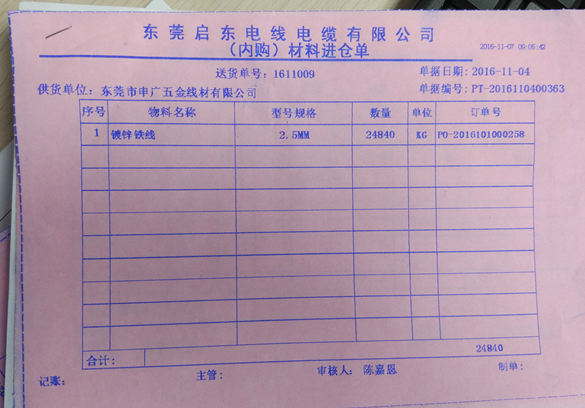 东莞启东电线电缆有限公司
（内购）材料进仓单
2016-11-07 09:05:42
送货单号：1611009
单据日期：2016-11-04
供货单位：东莞市申广五金线材有限公司
单据编号：PT-2016110400363
序号 物料名称 型号规格 数量 单位 订单号
1 镀锌铁线 2.5MM 24840 KG PO-2016101000258
合计： 24840
记账： 主管： 审核人： 陈嘉恩 制单：